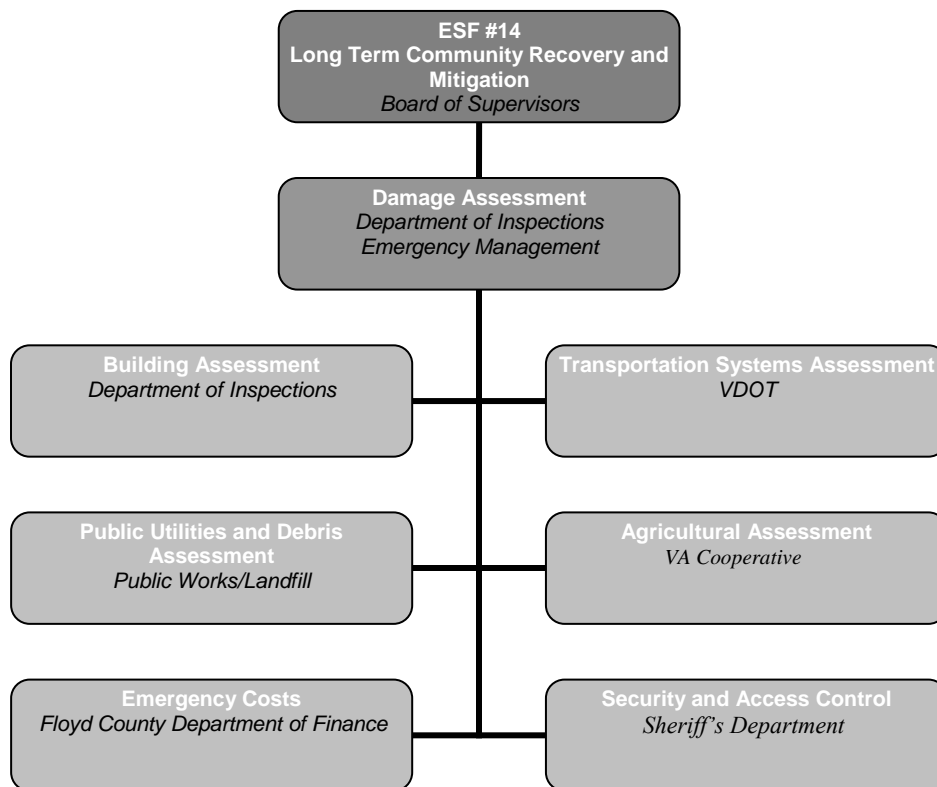 ESF #14
Long Term Community Recovery and
Mitigation
Board of Supervisors
Damage Assessment
Department of Inspections
Emergency Management
Building Assessment
Department of Inspections
Transportation Systems Assessment
VDOT
Public Utilities and Debris
Assessment
Public Works/Landfill
Agricultural Assessment
VA Cooperative
Emergency Costs
Floyd County Department of Finance
Security and Access Control
Sheriff’s Department